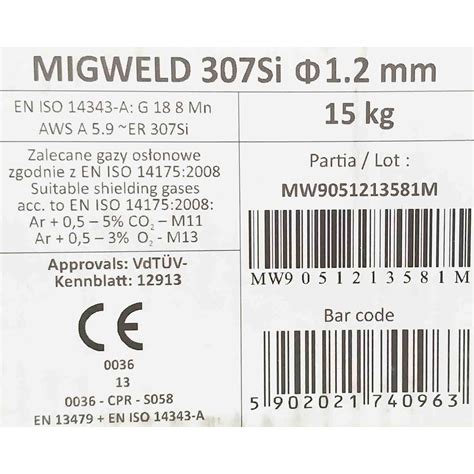 MIGWELD 307Si Φ1.2 mm
EN ISO 14343-A: G 18 8 Mn
AWS A 5.9 ~ER 307Si
15 kg
Zalecane gazy osłonowe
zgodnie z EN ISO 14175:2008
Suitable shielding gases
acc. to EN ISO 14175:2008:
Ar + 0,5 – 5% CO₂ – M11
Ar + 0,5 – 3% O₂ - M13
Partia / Lot :
MW9051213581M
MW9051213581M
Approvals: VdTÜV-
Kennblatt: 12913
CE
0036
13
0036 - CPR - S058
EN 13479 + EN ISO 14343-A
Bar code
5 902021 740963